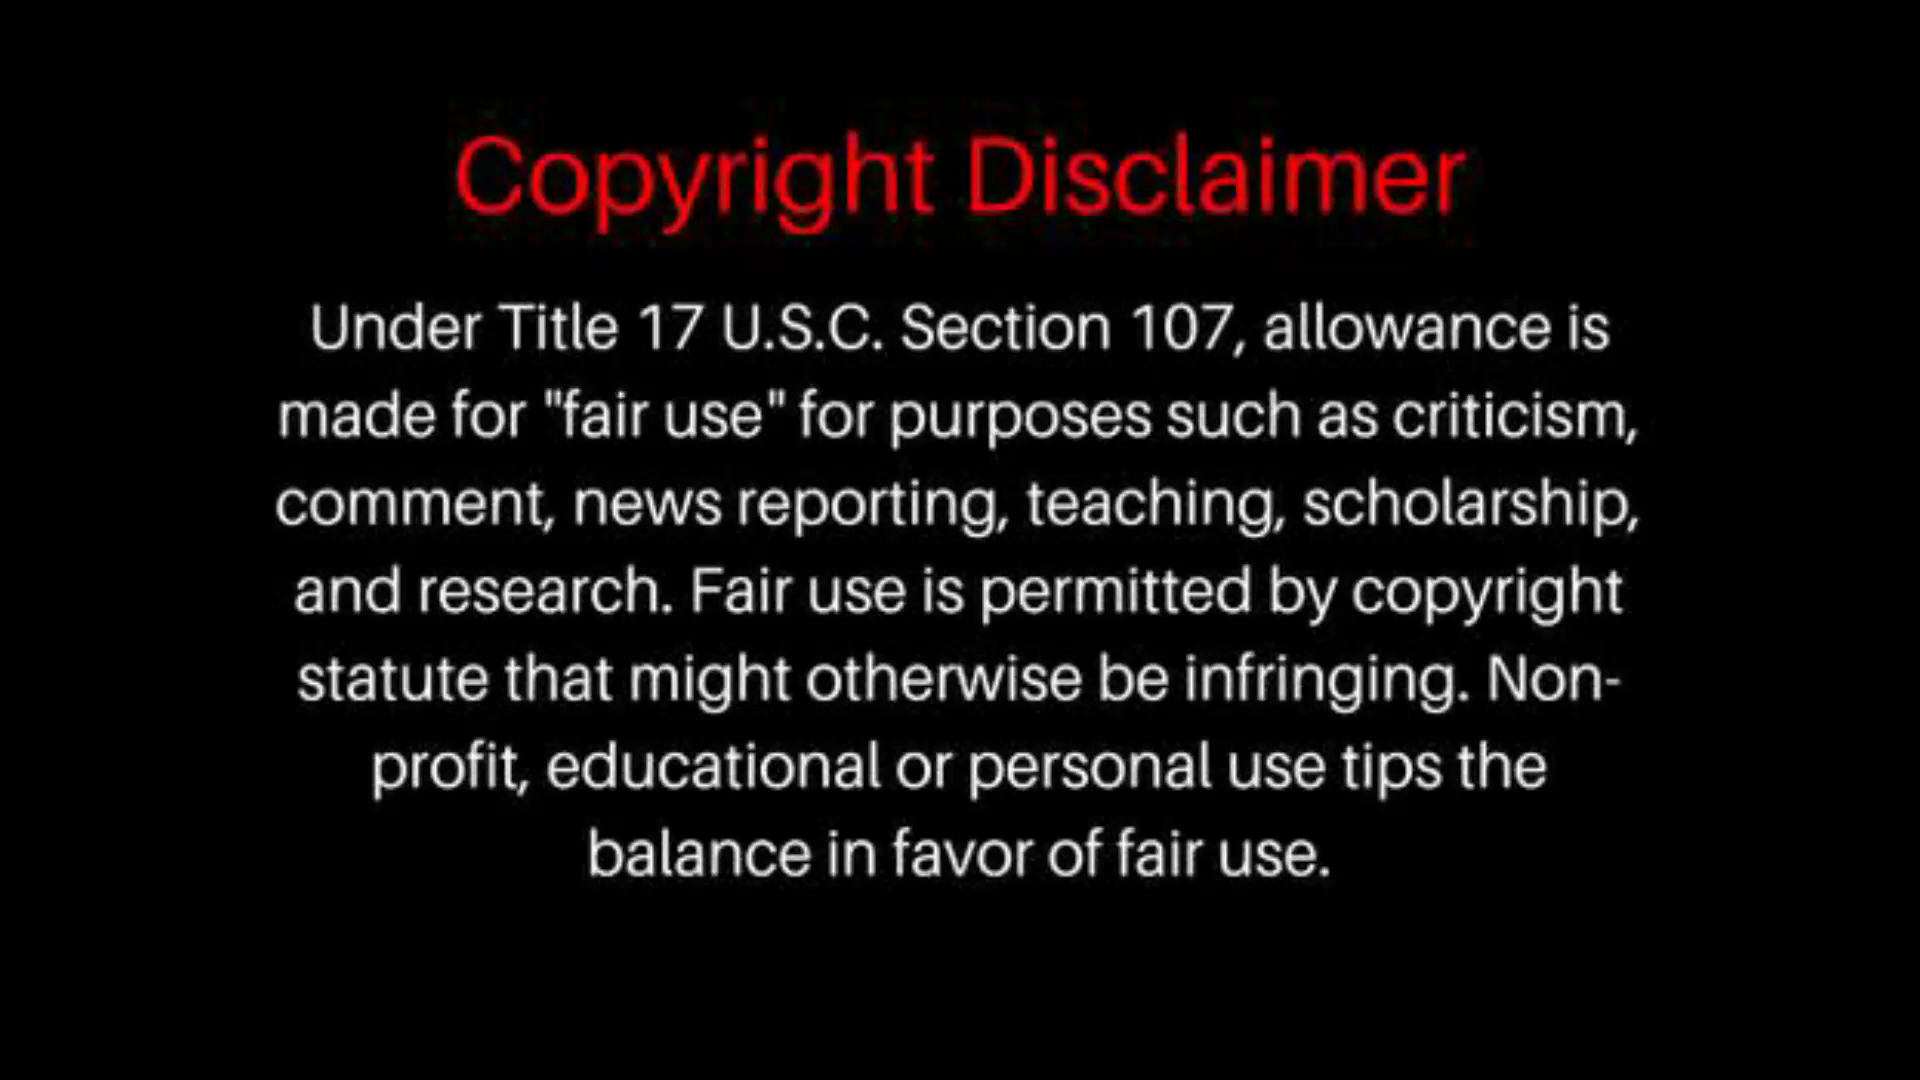 Copyright Disclaimer
Under Title 17 U.S.C. Section 107, allowance is
made for "fair use" for purposes such as criticism,
comment, news reporting, teaching, scholarship,
and research. Fair use is permitted by copyright
statute that might otherwise be infringing. Non-
profit, educational or personal use tips the
balance in favor of fair use.